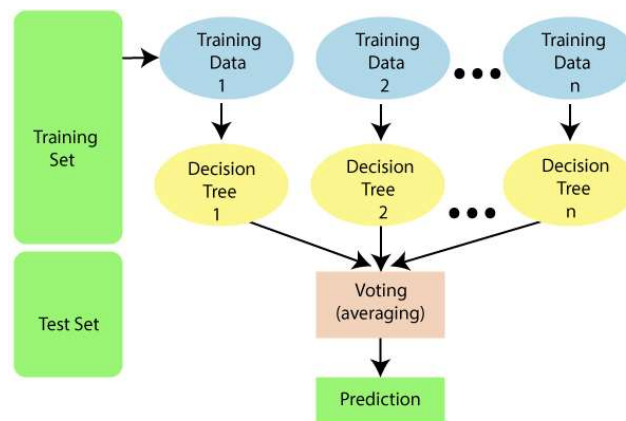 Training
Set
Test Set
Training
Data
1
Training
Data
2
Training
Data
n
Decision
Tree
1
Decision
Tree
2
Decision
Tree
n
Voting
(averaging)
Prediction